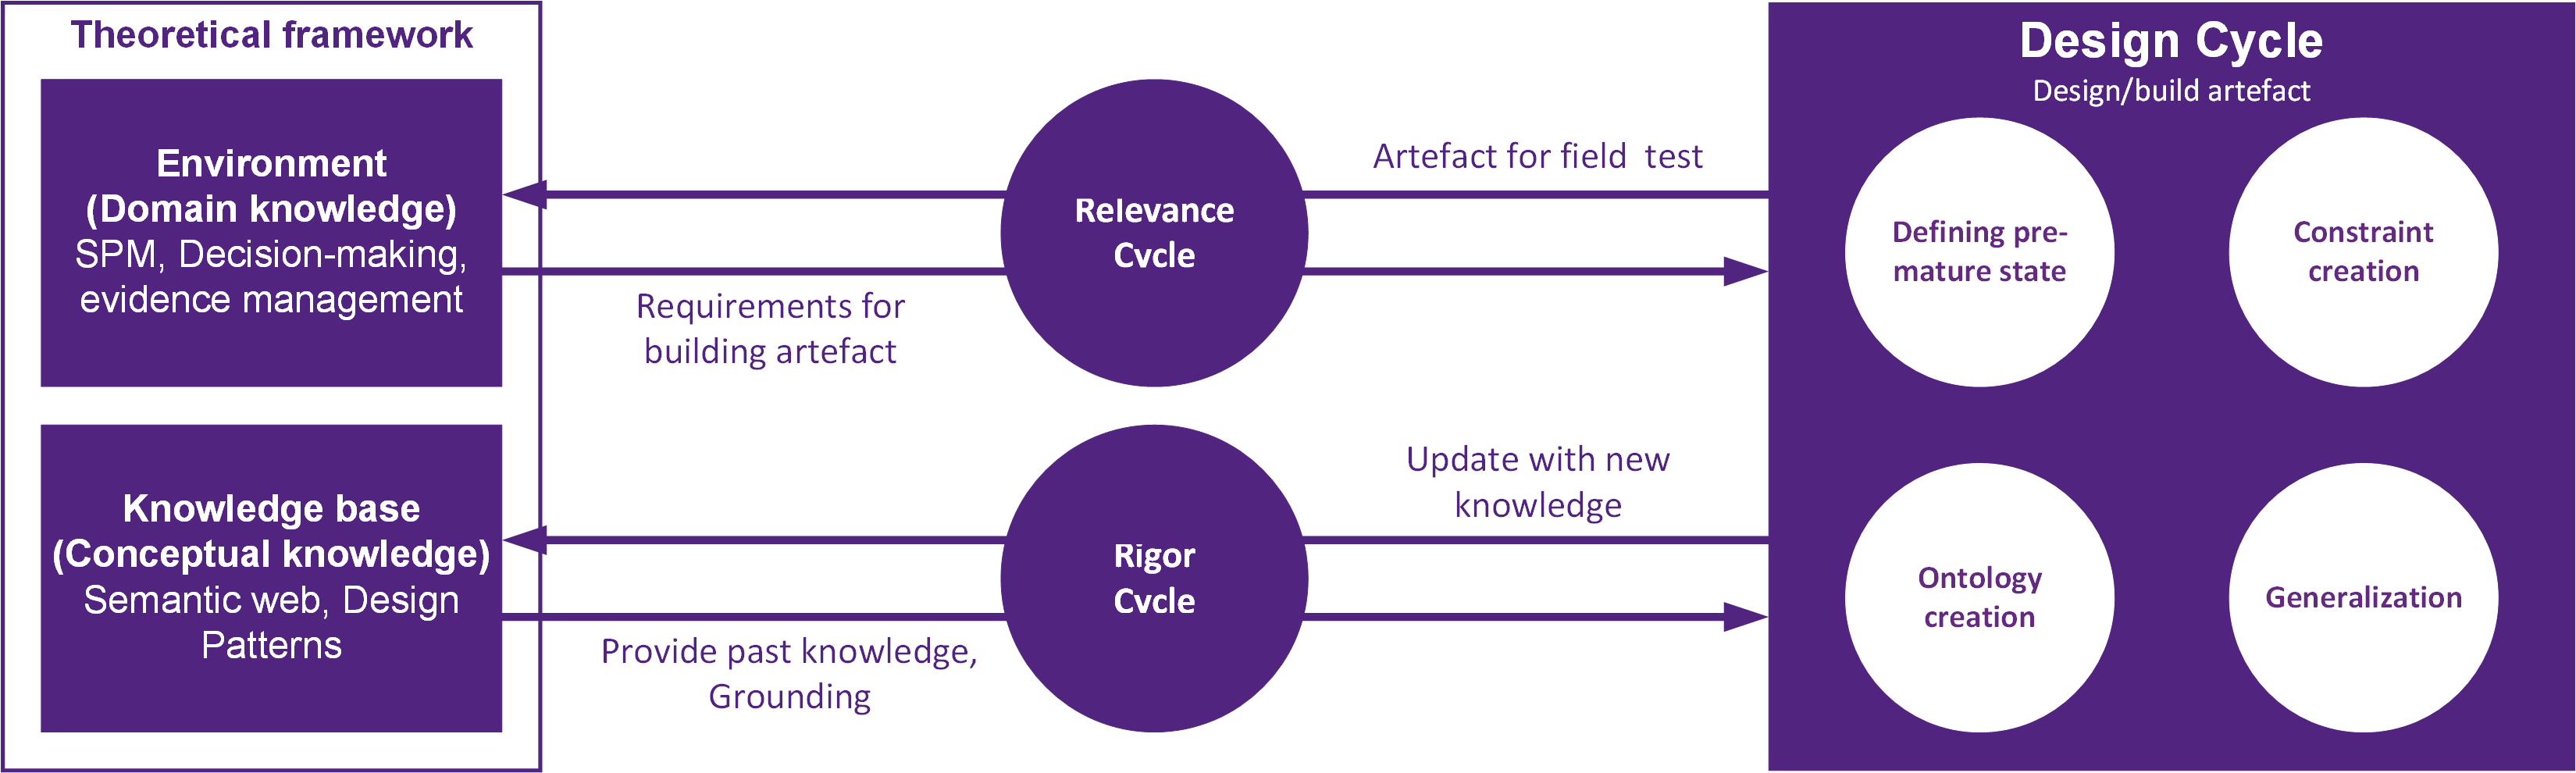 Theoretical framework
Environment
(Domain knowledge)
SPM, Decision-making,
evidence management
Knowledge base
(Conceptual knowledge)
Semantic web, Design
Patterns
Relevance
Cycle
Artefact for field  test
Requirements for
building artefact
Rigor
Cycle
Update with new
knowledge
Provide past knowledge,
Grounding
Design Cycle
Design/build artefact
Defining pre-
mature state
Constraint
creation
Ontology
creation
Generalization